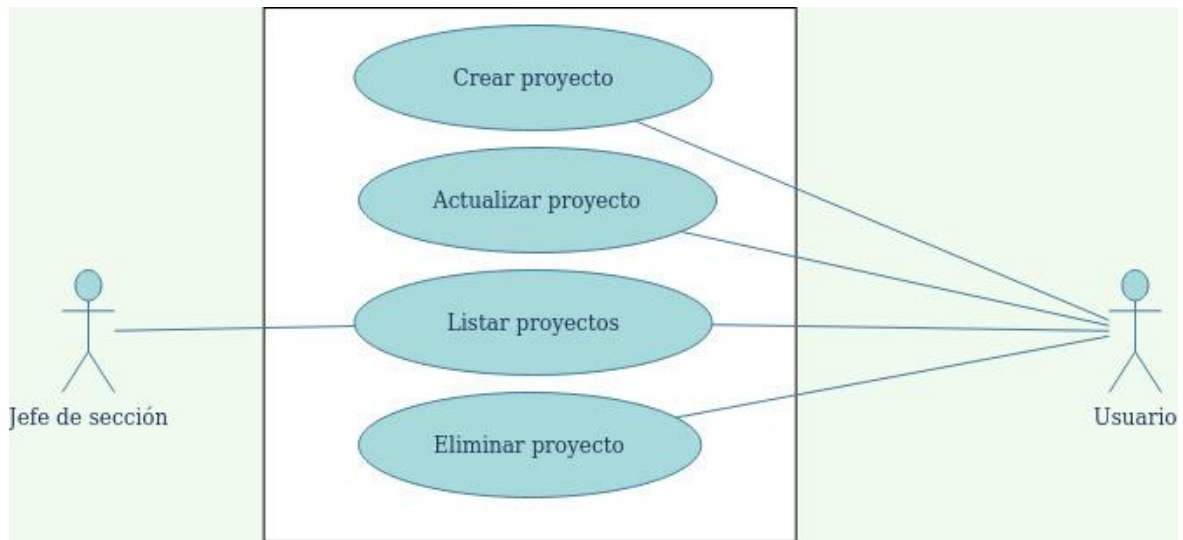 Crear proyecto
Actualizar proyecto
Listar proyectos
Eliminar proyecto
Jefe de sección
Usuario